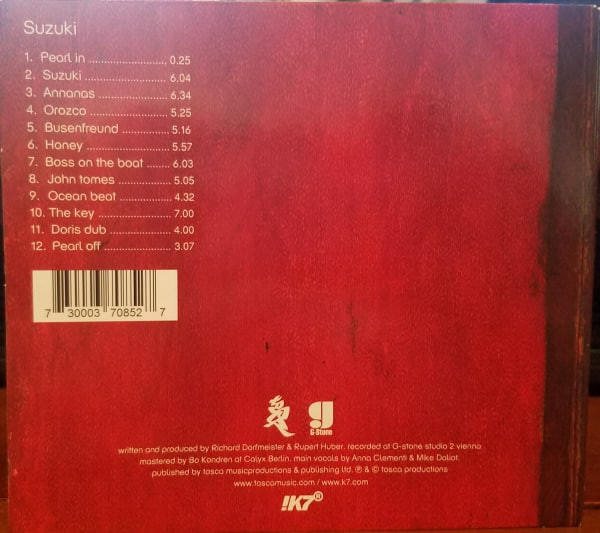 Suzuki
1. Pearl in ........................ 0.25
2. Suzuki ......................... 6.04
3. Annanas ..................... 6.34
4. Orozco ........................ 5.25
5. Busenfreund ............... 5.16
6. Honey ......................... 5.57
7. Boss on the boat ........ 6.03
8. John tomes ................. 5.05
9. Ocean beat ................. 4.32
10. The key ...................... 7.00
11. Doris dub .................... 4.00
12. Pearl off ...................... 3.07
7 30003 70852 7
愛 g
G-Stone
written and produced by Richard Dorfmeister & Rupert Huber. recorded at G-stone studio 2 vienna
mastered by Bo Kondren at Calyx Berlin. main vocals by Anna Clementi & Mike Daliot.
published by tosca musicproductions & publishing ltd. ℗ & © tosca productions
www.toscamusic.com / www.k7.com
!K7®